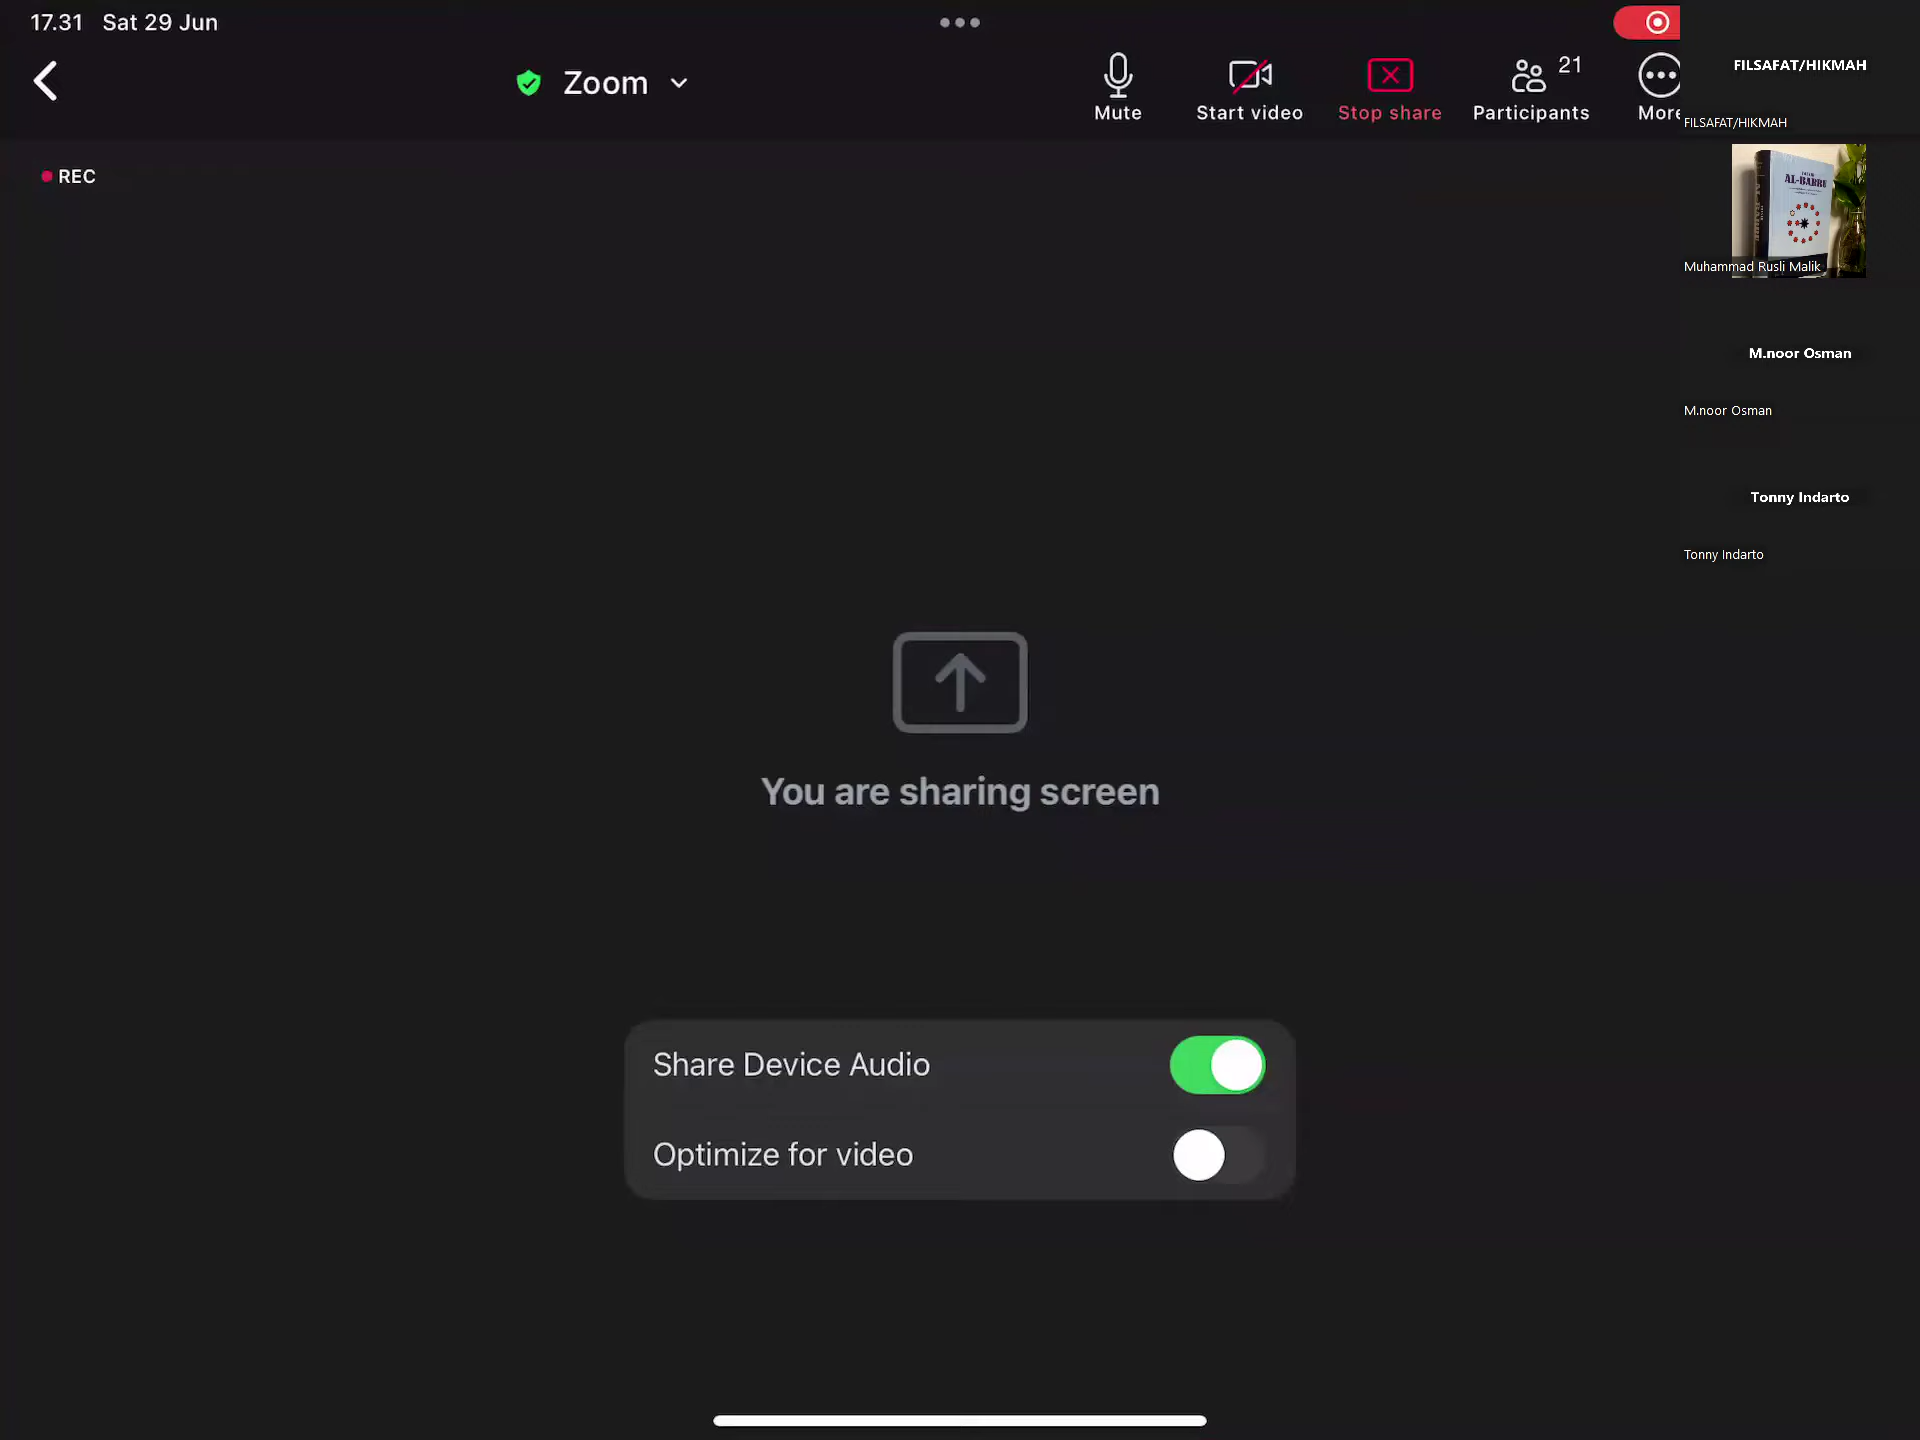 17.31 Sat 29 Jun
Zoom
Mute
Start video
Stop share
Participants
21
More
REC
You are sharing screen
Share Device Audio
Optimize for video
FILSAFAT/HIKMAH
FILSAFAT/HIKMAH
AL-BARRU
Muhammad Rusli Malik
M.noor Osman
M.noor Osman
Tonny Indarto
Tonny Indarto